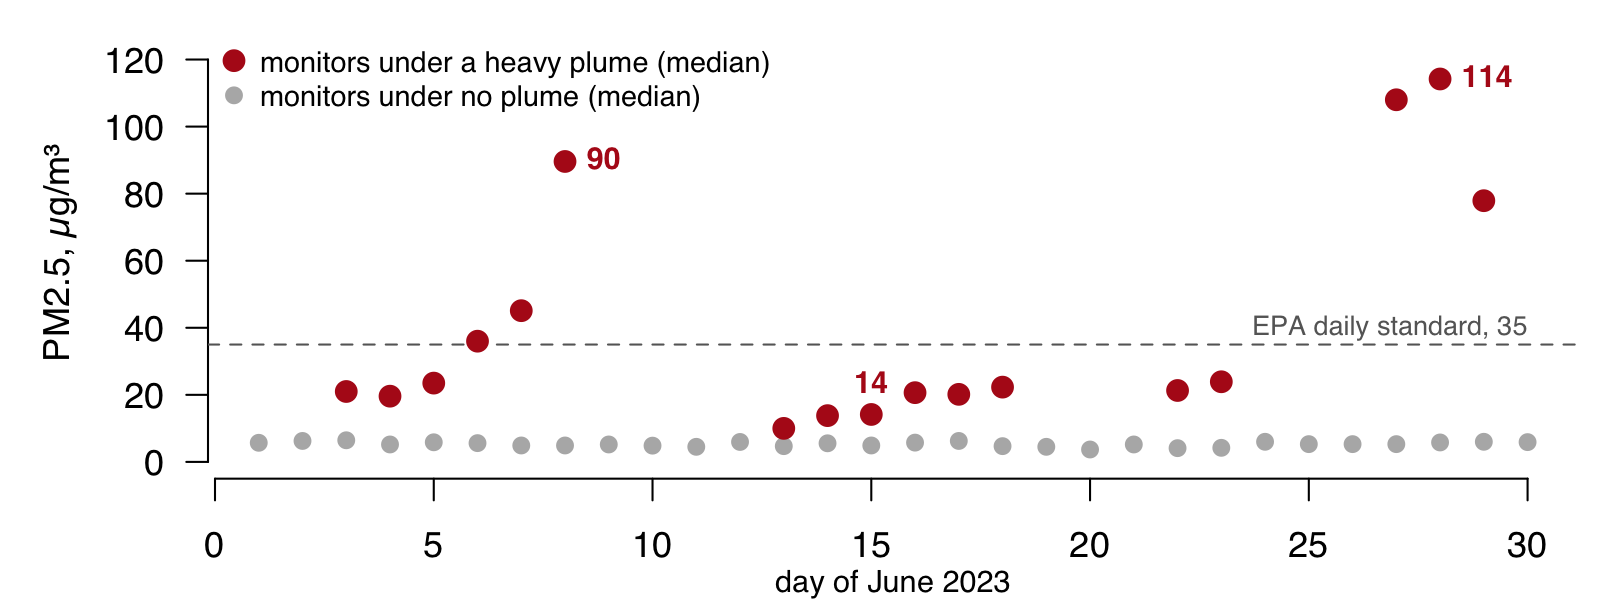 monitors under a heavy plume (median)
monitors under no plume (median)
PM2.5, µg/m³
120
100
80
60
40
20
0
90
114
14
EPA daily standard, 35
0 5 10 15 20 25 30
day of June 2023